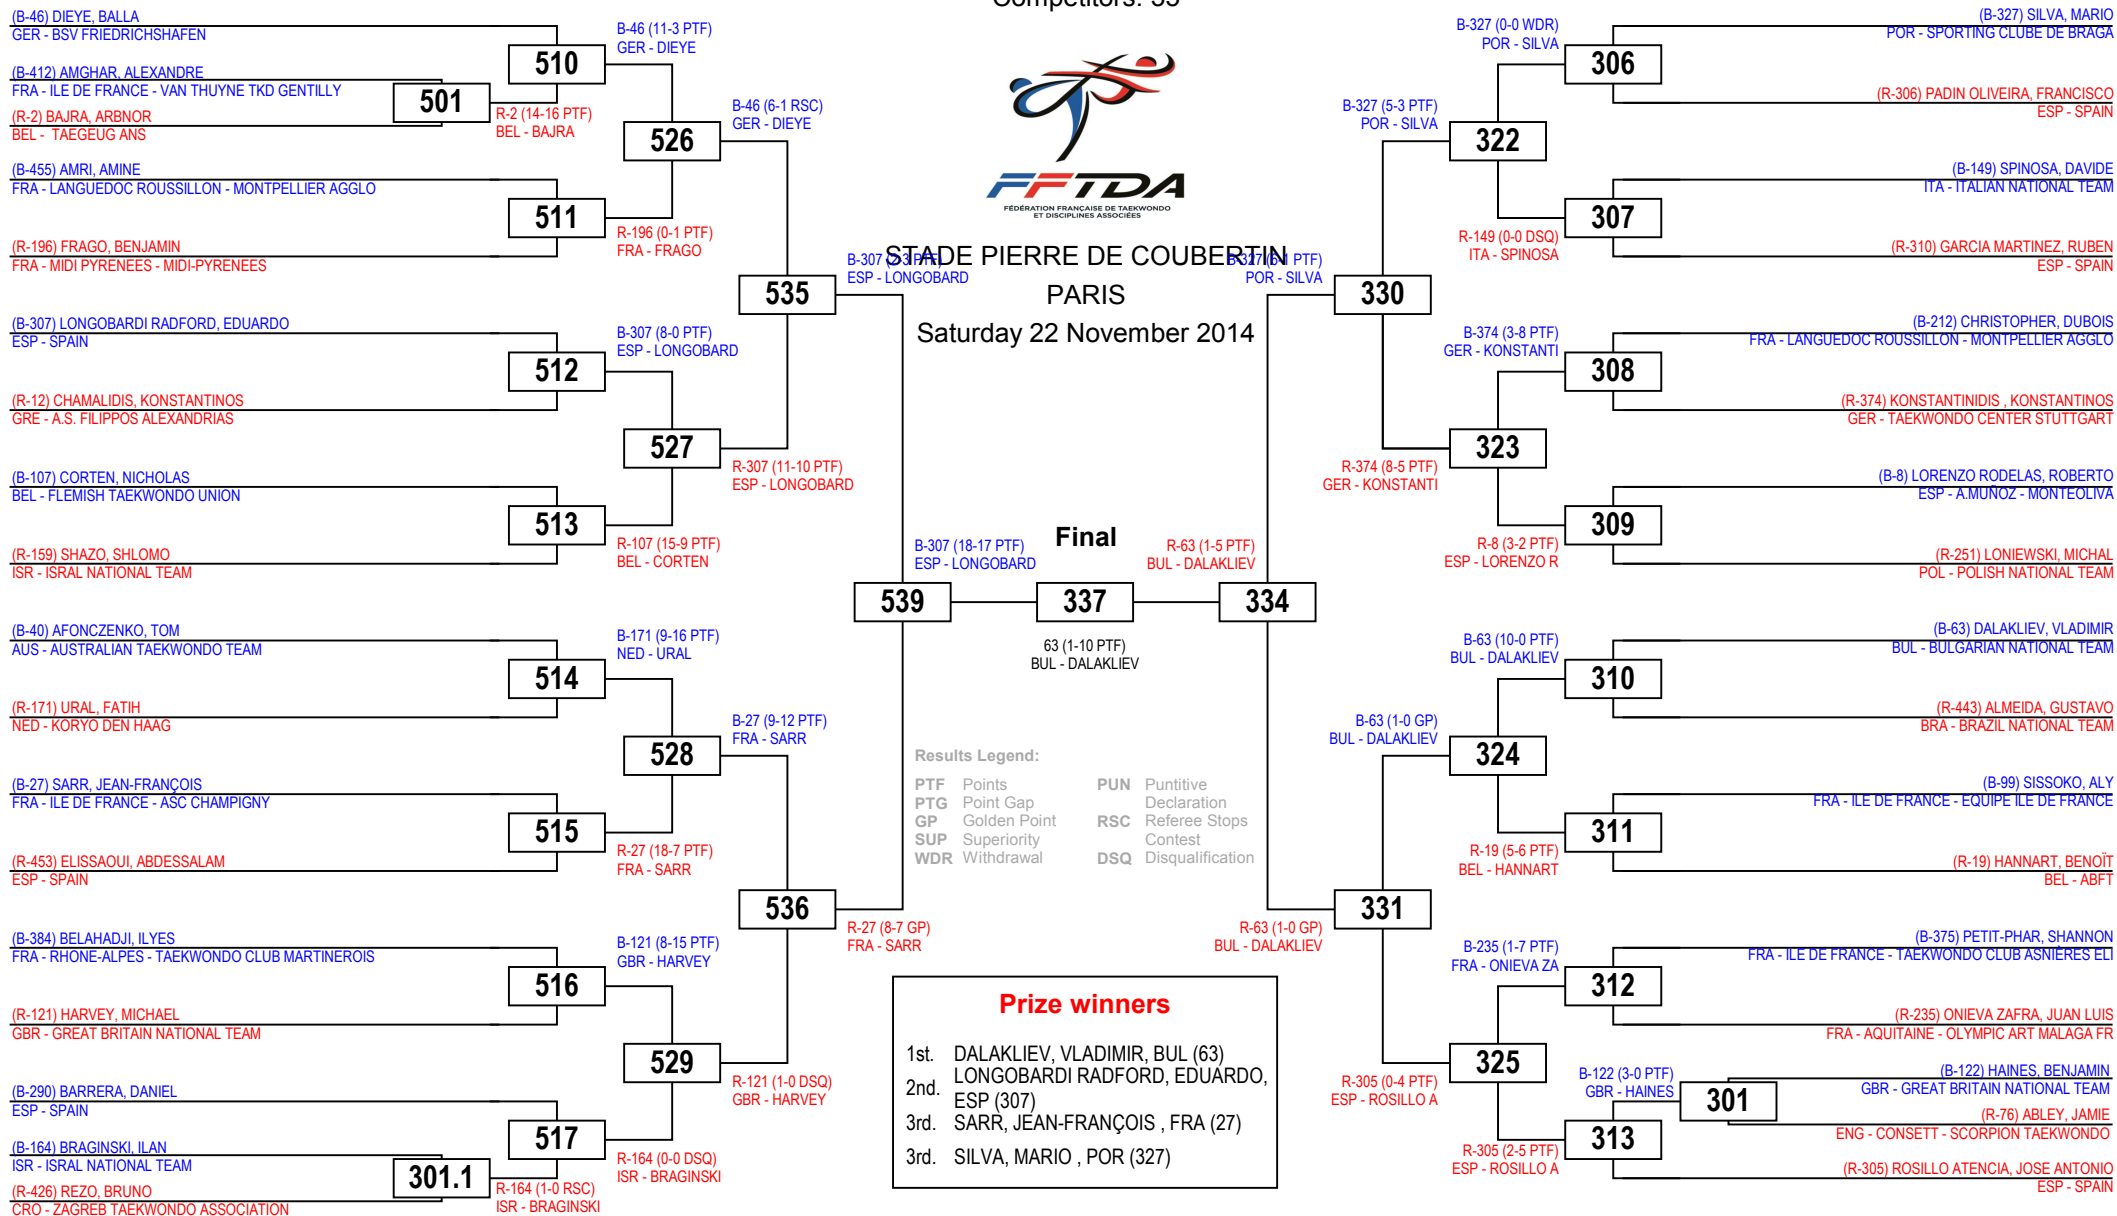 Competitors: 35
(B-46) DIEYE, BALLA
GER - BSV FRIEDRICHSHAFEN
510
B-46 (11-3 PTF)
GER - DIEYE
(B-412) AMGHAR, ALEXANDRE
FRA - ILE DE FRANCE - VAN THUYNE TKD GENTILLY
501
(R-2) BAJRA, ARBNOR
BEL - TAEGEUG ANS
R-2 (14-16 PTF)
BEL - BAJRA
526
B-46 (6-1 RSC)
GER - DIEYE
(B-455) AMRI, AMINE
FRA - LANGUEDOC ROUSSILLON - MONTPELLIER AGGLO
511
(R-196) FRAGO, BENJAMIN
FRA - MIDI PYRENEES - MIDI-PYRENEES
R-196 (0-1 PTF)
FRA - FRAGO
535
B-307 (2-3 PTF)
ESP - LONGOBARD
(B-307) LONGOBARDI RADFORD, EDUARDO
ESP - SPAIN
512
B-307 (8-0 PTF)
ESP - LONGOBARD
(R-12) CHAMALIDIS, KONSTANTINOS
GRE - A.S. FILIPPOS ALEXANDRIAS
527
R-307 (11-10 PTF)
ESP - LONGOBARD
(B-107) CORTEN, NICHOLAS
BEL - FLEMISH TAEKWONDO UNION
513
(R-159) SHAZO, SHLOMO
ISR - ISRAL NATIONAL TEAM
R-107 (15-9 PTF)
BEL - CORTEN
539
(B-40) AFONCZENKO, TOM
AUS - AUSTRALIAN TAEKWONDO TEAM
514
B-171 (9-16 PTF)
NED - URAL
(R-171) URAL, FATIH
NED - KORYO DEN HAAG
528
B-27 (9-12 PTF)
FRA - SARR
(B-27) SARR, JEAN-FRANÇOIS
FRA - ILE DE FRANCE - ASC CHAMPIGNY
515
(R-453) ELISSAOUI, ABDESSALAM
ESP - SPAIN
R-27 (18-7 PTF)
FRA - SARR
536
R-27 (8-7 GP)
FRA - SARR
(B-384) BELAHADJI, ILYES
FRA - RHONE-ALPES - TAEKWONDO CLUB MARTINEROIS
516
B-121 (8-15 PTF)
GBR - HARVEY
(R-121) HARVEY, MICHAEL
GBR - GREAT BRITAIN NATIONAL TEAM
529
R-121 (1-0 DSQ)
GBR - HARVEY
(B-290) BARRERA, DANIEL
ESP - SPAIN
517
(B-164) BRAGINSKI, ILAN
ISR - ISRAL NATIONAL TEAM
301.1
(R-426) REZO, BRUNO
CRO - ZAGREB TAEKWONDO ASSOCIATION
R-164 (1-0 RSC)
ISR - BRAGINSKI
R-164 (0-0 DSQ)
ISR - BRAGINSKI
FFTDA
FÉDÉRATION FRANÇAISE DE TAEKWONDO
ET DISCIPLINES ASSOCIÉES
STADE PIERRE DE COUBERTIN
PARIS
Saturday 22 November 2014
Final
B-307 (18-17 PTF)
ESP - LONGOBARD
R-63 (1-5 PTF)
BUL - DALAKLIEV
337
63 (1-10 PTF)
BUL - DALAKLIEV
Results Legend:
PTF Points
PTG Point Gap
GP Golden Point
SUP Superiority
WDR Withdrawal
PUN Puntitive
Declaration
RSC Referee Stops
Contest
DSQ Disqualification
Prize winners
1st. DALAKLIEV, VLADIMIR, BUL (63)
2nd. LONGOBARDI RADFORD, EDUARDO,
ESP (307)
3rd. SARR, JEAN-FRANÇOIS , FRA (27)
3rd. SILVA, MARIO , POR (327)
(B-327) SILVA, MARIO
POR - SPORTING CLUBE DE BRAGA
306
B-327 (0-0 WDR)
POR - SILVA
(R-306) PADIN OLIVEIRA, FRANCISCO
ESP - SPAIN
322
B-327 (5-3 PTF)
POR - SILVA
(B-149) SPINOSA, DAVIDE
ITA - ITALIAN NATIONAL TEAM
307
(R-310) GARCIA MARTINEZ, RUBEN
ESP - SPAIN
R-149 (0-0 DSQ)
ITA - SPINOSA
330
PTF)
POR - SILVA
(B-212) CHRISTOPHER, DUBOIS
FRA - LANGUEDOC ROUSSILLON - MONTPELLIER AGGLO
308
B-374 (3-8 PTF)
GER - KONSTANTI
(R-374) KONSTANTINIDIS , KONSTANTINOS
GER - TAEKWONDO CENTER STUTTGART
323
R-374 (8-5 PTF)
GER - KONSTANTI
(B-8) LORENZO RODELAS, ROBERTO
ESP - A.MUÑOZ - MONTEOLIVA
309
(R-251) LONIEWSKI, MICHAL
POL - POLISH NATIONAL TEAM
R-8 (3-2 PTF)
ESP - LORENZO R
334
(B-63) DALAKLIEV, VLADIMIR
BUL - BULGARIAN NATIONAL TEAM
310
B-63 (10-0 PTF)
BUL - DALAKLIEV
(R-443) ALMEIDA, GUSTAVO
BRA - BRAZIL NATIONAL TEAM
324
B-63 (1-0 GP)
BUL - DALAKLIEV
(B-99) SISSOKO, ALY
FRA - ILE DE FRANCE - EQUIPE ILE DE FRANCE
311
(R-19) HANNART, BENOÏT
BEL - ABFT
R-19 (5-6 PTF)
BEL - HANNART
331
R-63 (1-0 GP)
BUL - DALAKLIEV
(B-375) PETIT-PHAR, SHANNON
FRA - ILE DE FRANCE - TAEKWONDO CLUB ASNIÈRES ELI
312
B-235 (1-7 PTF)
FRA - ONIEVA ZA
(R-235) ONIEVA ZAFRA, JUAN LUIS
FRA - AQUITAINE - OLYMPIC ART MALAGA FR
325
R-305 (0-4 PTF)
ESP - ROSILLO A
(B-122) HAINES, BENJAMIN
GBR - GREAT BRITAIN NATIONAL TEAM
301
B-122 (3-0 PTF)
GBR - HAINES
(R-76) ABLEY, JAMIE
ENG - CONSETT - SCORPION TAEKWONDO
313
(R-305) ROSILLO ATENCIA, JOSE ANTONIO
ESP - SPAIN
R-305 (2-5 PTF)
ESP - ROSILLO A